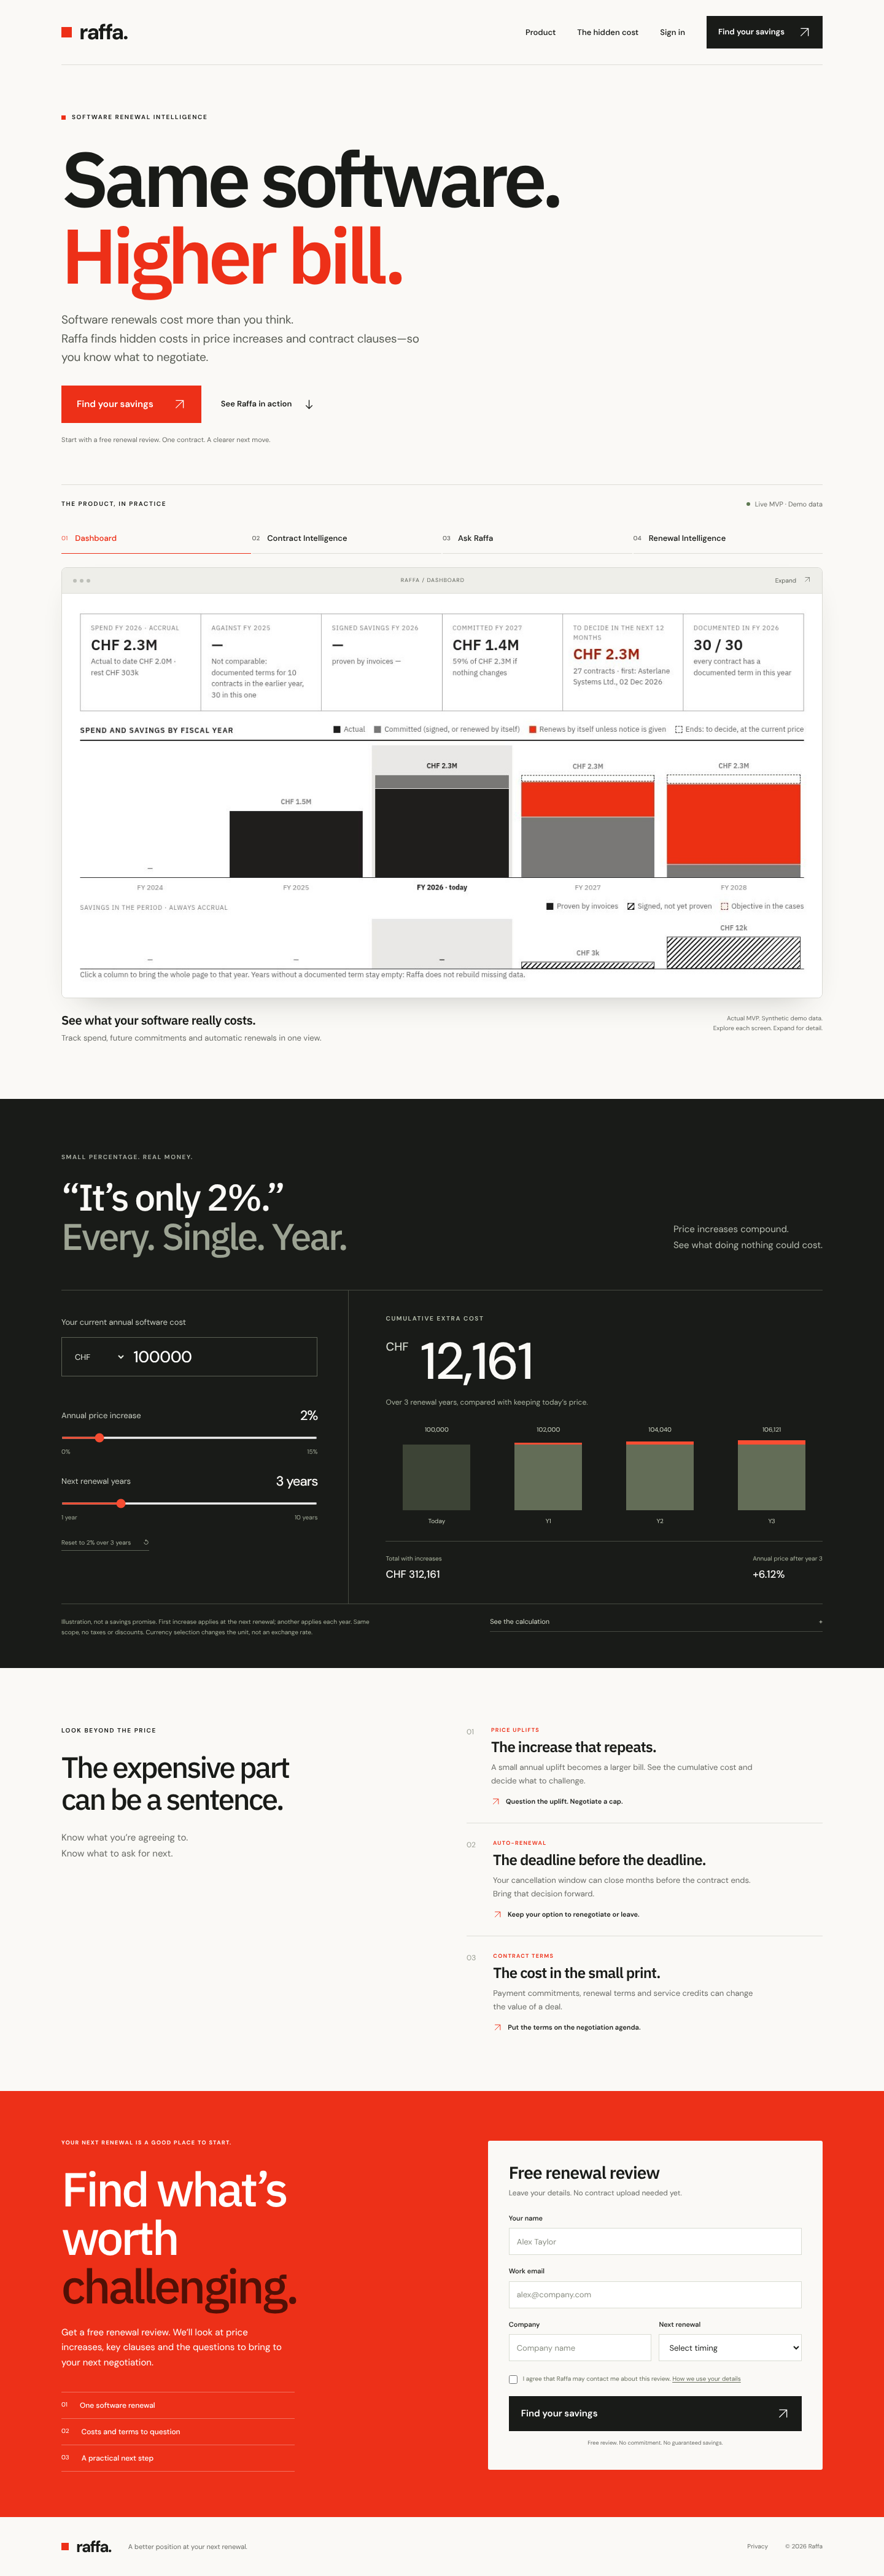 raffa.
Product
The hidden cost
Sign in
Find your savings
SOFTWARE RENEWAL INTELLIGENCE
Same software.
Higher bill.
Software renewals cost more than you think.
Raffa finds hidden costs in price increases and contract clauses—so
you know what to negotiate.
Find your savings
See Raffa in action
Start with a free renewal review. One contract. A clearer next move.
THE PRODUCT, IN PRACTICE
Live MVP · Demo data
01 Dashboard
02 Contract Intelligence
03 Ask Raffa
04 Renewal Intelligence
RAFFA / DASHBOARD
Expand
SPEND FY 2026 · ACCRUAL
CHF 2.3M
Actual to date CHF 2.0M ·
rest CHF 303k
AGAINST FY 2025
—
Not comparable:
documented terms for 10
contracts in the earlier year,
30 in this one
SIGNED SAVINGS FY 2026
—
proven by invoices —
COMMITTED FY 2027
CHF 1.4M
59% of CHF 2.3M if
nothing changes
TO DECIDE IN THE NEXT 12
MONTHS
CHF 2.3M
27 contracts · first: Asterlane
Systems Ltd., 02 Dec 2026
DOCUMENTED IN FY 2026
30 / 30
every contract has a
documented term in this year
SPEND AND SAVINGS BY FISCAL YEAR
Actual
Committed (signed, or renewed by itself)
Renews by itself unless notice is given
Ends: to decide, at the current price
—
CHF 1.5M
CHF 2.3M
CHF 2.3M
CHF 2.3M
FY 2024
FY 2025
FY 2026 · today
FY 2027
FY 2028
SAVINGS IN THE PERIOD · ALWAYS ACCRUAL
Proven by invoices
Signed, not yet proven
Objective in the cases
—
—
—
CHF 3k
CHF 12k
Click a column to bring the whole page to that year. Years without a documented term stay empty: Raffa does not rebuild missing data.
See what your software really costs.
Track spend, future commitments and automatic renewals in one view.
Actual MVP. Synthetic demo data.
Explore each screen. Expand for detail.
SMALL PERCENTAGE. REAL MONEY.
“It’s only 2%.”
Every. Single. Year.
Price increases compound.
See what doing nothing could cost.
Your current annual software cost
CHF
100000
Annual price increase
2%
0%
15%
Next renewal years
3 years
1 year
10 years
Reset to 2% over 3 years
CUMULATIVE EXTRA COST
CHF 12,161
Over 3 renewal years, compared with keeping today’s price.
100,000
102,000
104,040
106,121
Today
Y1
Y2
Y3
Total with increases
CHF 312,161
Annual price after year 3
+6.12%
Illustration, not a savings promise. First increase applies at the next renewal; another applies each year. Same
scope, no taxes or discounts. Currency selection changes the unit, not an exchange rate.
See the calculation
+
LOOK BEYOND THE PRICE
The expensive part
can be a sentence.
Know what you’re agreeing to.
Know what to ask for next.
01
PRICE UPLIFTS
The increase that repeats.
A small annual uplift becomes a larger bill. See the cumulative cost and
decide what to challenge.
Question the uplift. Negotiate a cap.
02
AUTO-RENEWAL
The deadline before the deadline.
Your cancellation window can close months before the contract ends.
Bring that decision forward.
Keep your option to renegotiate or leave.
03
CONTRACT TERMS
The cost in the small print.
Payment commitments, renewal terms and service credits can change
the value of a deal.
Put the terms on the negotiation agenda.
YOUR NEXT RENEWAL IS A GOOD PLACE TO START.
Find what’s
worth
challenging.
Get a free renewal review. We’ll look at price
increases, key clauses and the questions to bring to
your next negotiation.
01 One software renewal
02 Costs and terms to question
03 A practical next step
Free renewal review
Leave your details. No contract upload needed yet.
Your name
Alex Taylor
Work email
alex@company.com
Company
Company name
Next renewal
Select timing
I agree that Raffa may contact me about this review. How we use your details
Find your savings
Free review. No commitment. No guaranteed savings.
raffa.
A better position at your next renewal.
Privacy
© 2026 Raffa